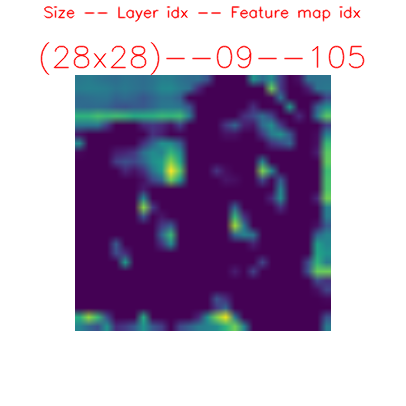 Size -- Layer idx -- Feature map idx
(28x28)--09--105